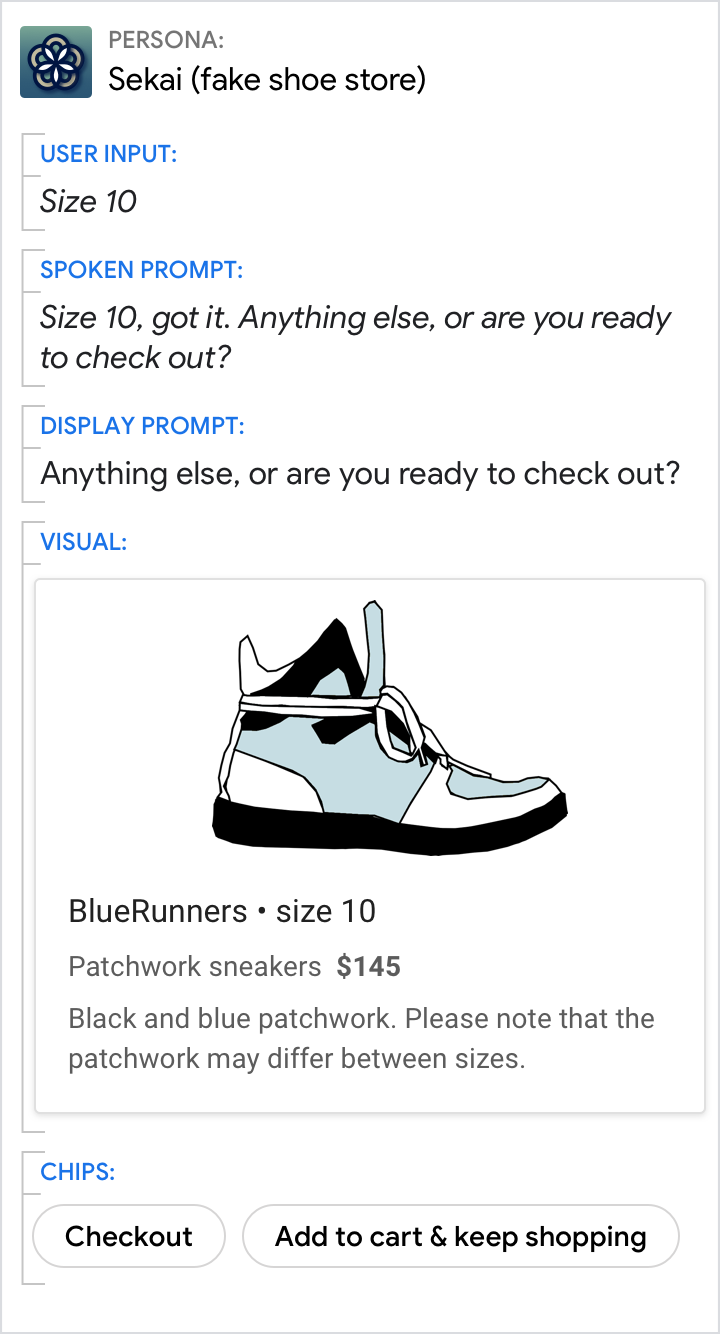 PERSONA:
Sekai (fake shoe store)
USER INPUT:
Size 10
SPOKEN PROMPT:
Size 10, got it. Anything else, or are you ready
to check out?
DISPLAY PROMPT:
Anything else, or are you ready to check out?
VISUAL:
BlueRunners • size 10
Patchwork sneakers $145
Black and blue patchwork. Please note that the
patchwork may differ between sizes.
CHIPS:
Checkout
Add to cart & keep shopping